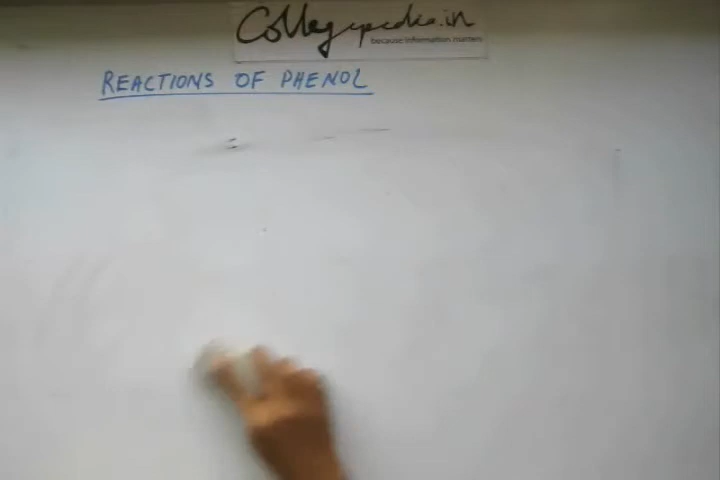 Collegepedia.in
because information matters
REACTIONS OF PHENOL